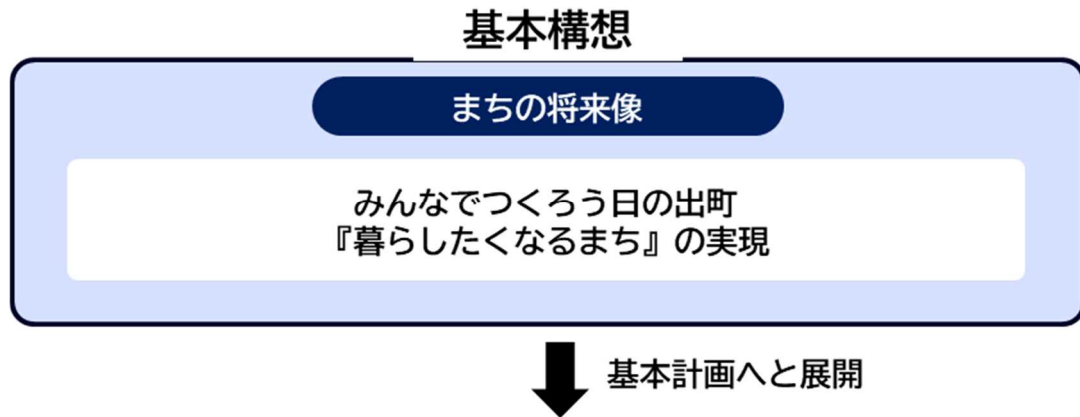 基本構想
まちの将来像
みんなでつくろう日の出町
『暮らしたくなるまち』の実現
基本計画へと展開